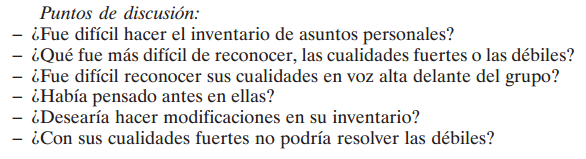 Puntos de discusión:
– ¿Fue difícil hacer el inventario de asuntos personales?
– ¿Qué fue más difícil de reconocer, las cualidades fuertes o las débiles?
– ¿Fue difícil reconocer sus cualidades en voz alta delante del grupo?
– ¿Había pensado antes en ellas?
– ¿Desearía hacer modificaciones en su inventario?
– ¿Con sus cualidades fuertes no podría resolver las débiles?